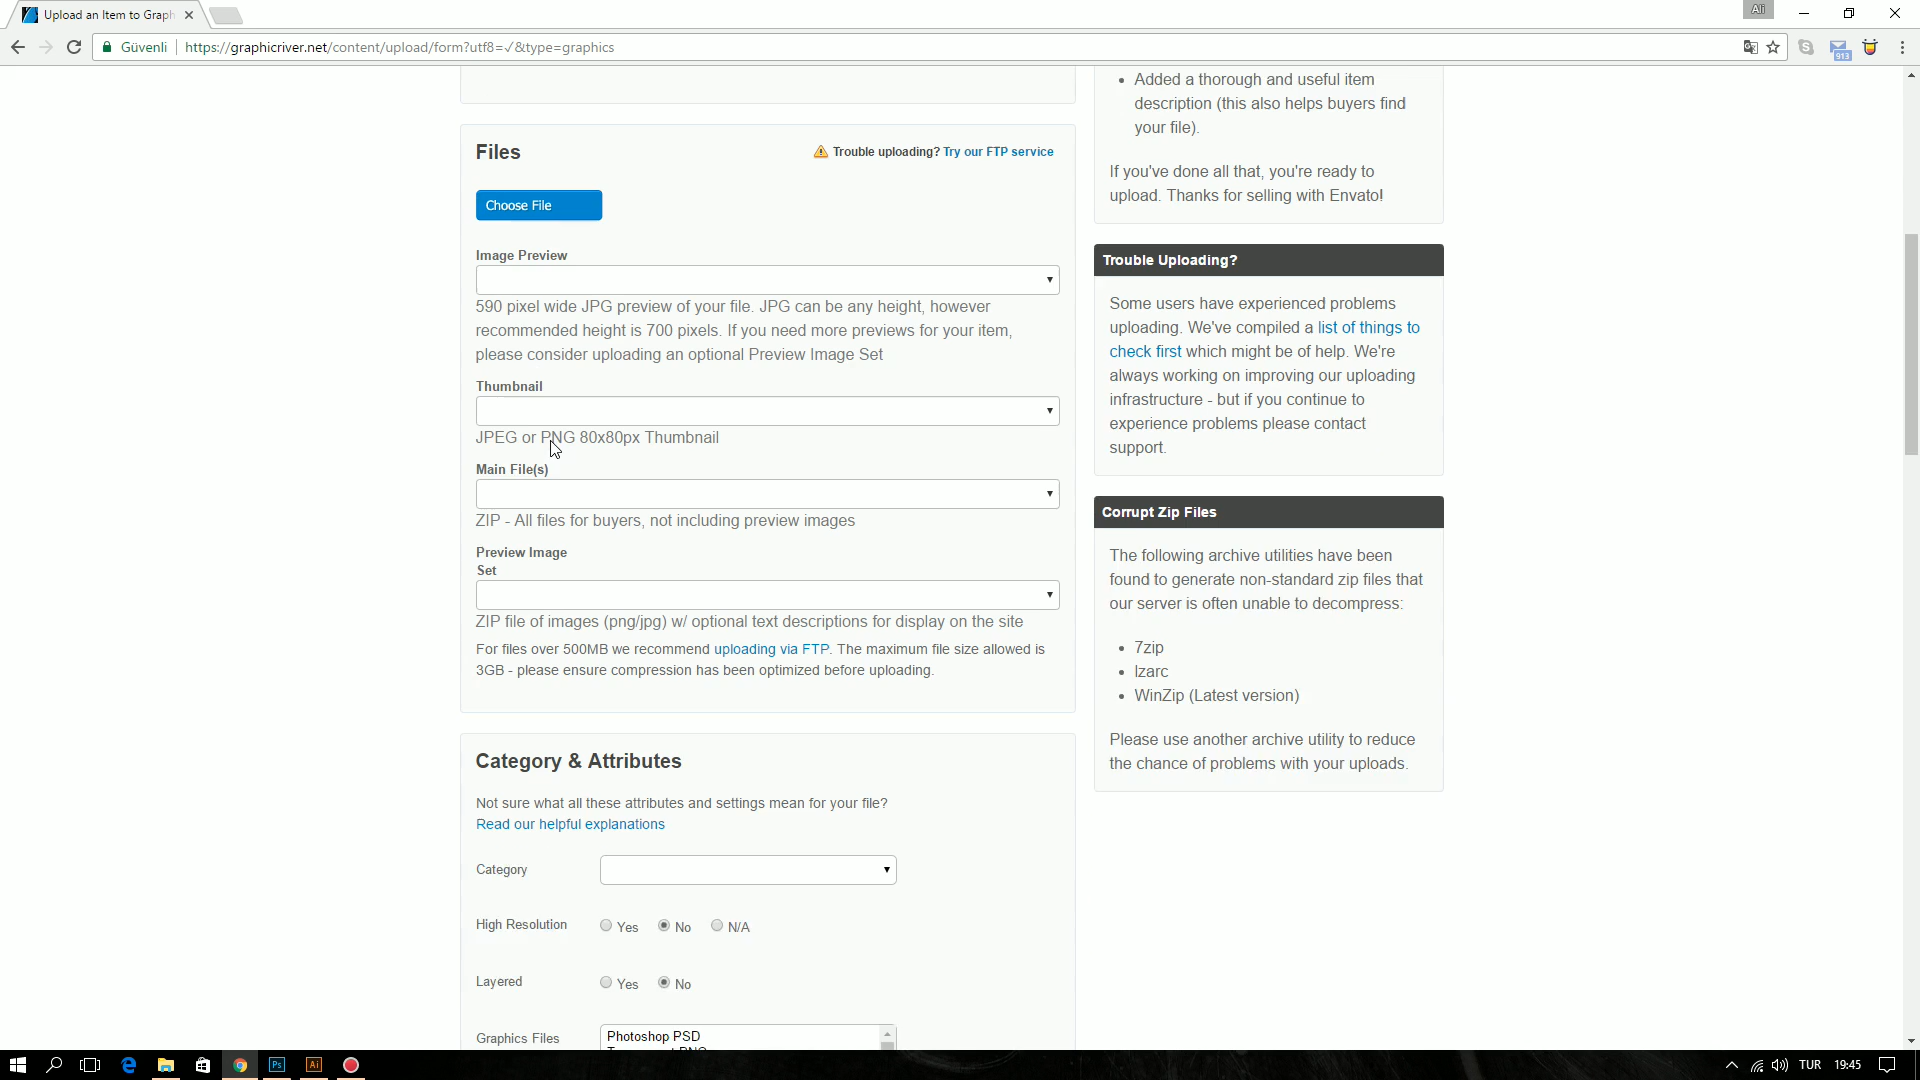 Upload an Item to Graph
Ali
Güvenli
https://graphicriver.net/content/upload/form?utf8=✓&type=graphics
913
Files
Trouble uploading? Try our FTP service
Choose File
Image Preview
590 pixel wide JPG preview of your file. JPG can be any height, however
recommended height is 700 pixels. If you need more previews for your item,
please consider uploading an optional Preview Image Set
Thumbnail
JPEG or PNG 80x80px Thumbnail
Main File(s)
ZIP - All files for buyers, not including preview images
Preview Image
Set
ZIP file of images (png/jpg) w/ optional text descriptions for display on the site
For files over 500MB we recommend uploading via FTP. The maximum file size allowed is
3GB - please ensure compression has been optimized before uploading.
Category & Attributes
Not sure what all these attributes and settings mean for your file?
Read our helpful explanations
Category
High Resolution
Yes
No
N/A
Layered
Yes
No
Graphics Files
Photoshop PSD
Added a thorough and useful item
description (this also helps buyers find
your file).
If you've done all that, you're ready to
upload. Thanks for selling with Envato!
Trouble Uploading?
Some users have experienced problems
uploading. We've compiled a list of things to
check first which might be of help. We're
always working on improving our uploading
infrastructure - but if you continue to
experience problems please contact
support.
Corrupt Zip Files
The following archive utilities have been
found to generate non-standard zip files that
our server is often unable to decompress:
7zip
Izarc
WinZip (Latest version)
Please use another archive utility to reduce
the chance of problems with your uploads.
Ps
Ai
TUR
19:45